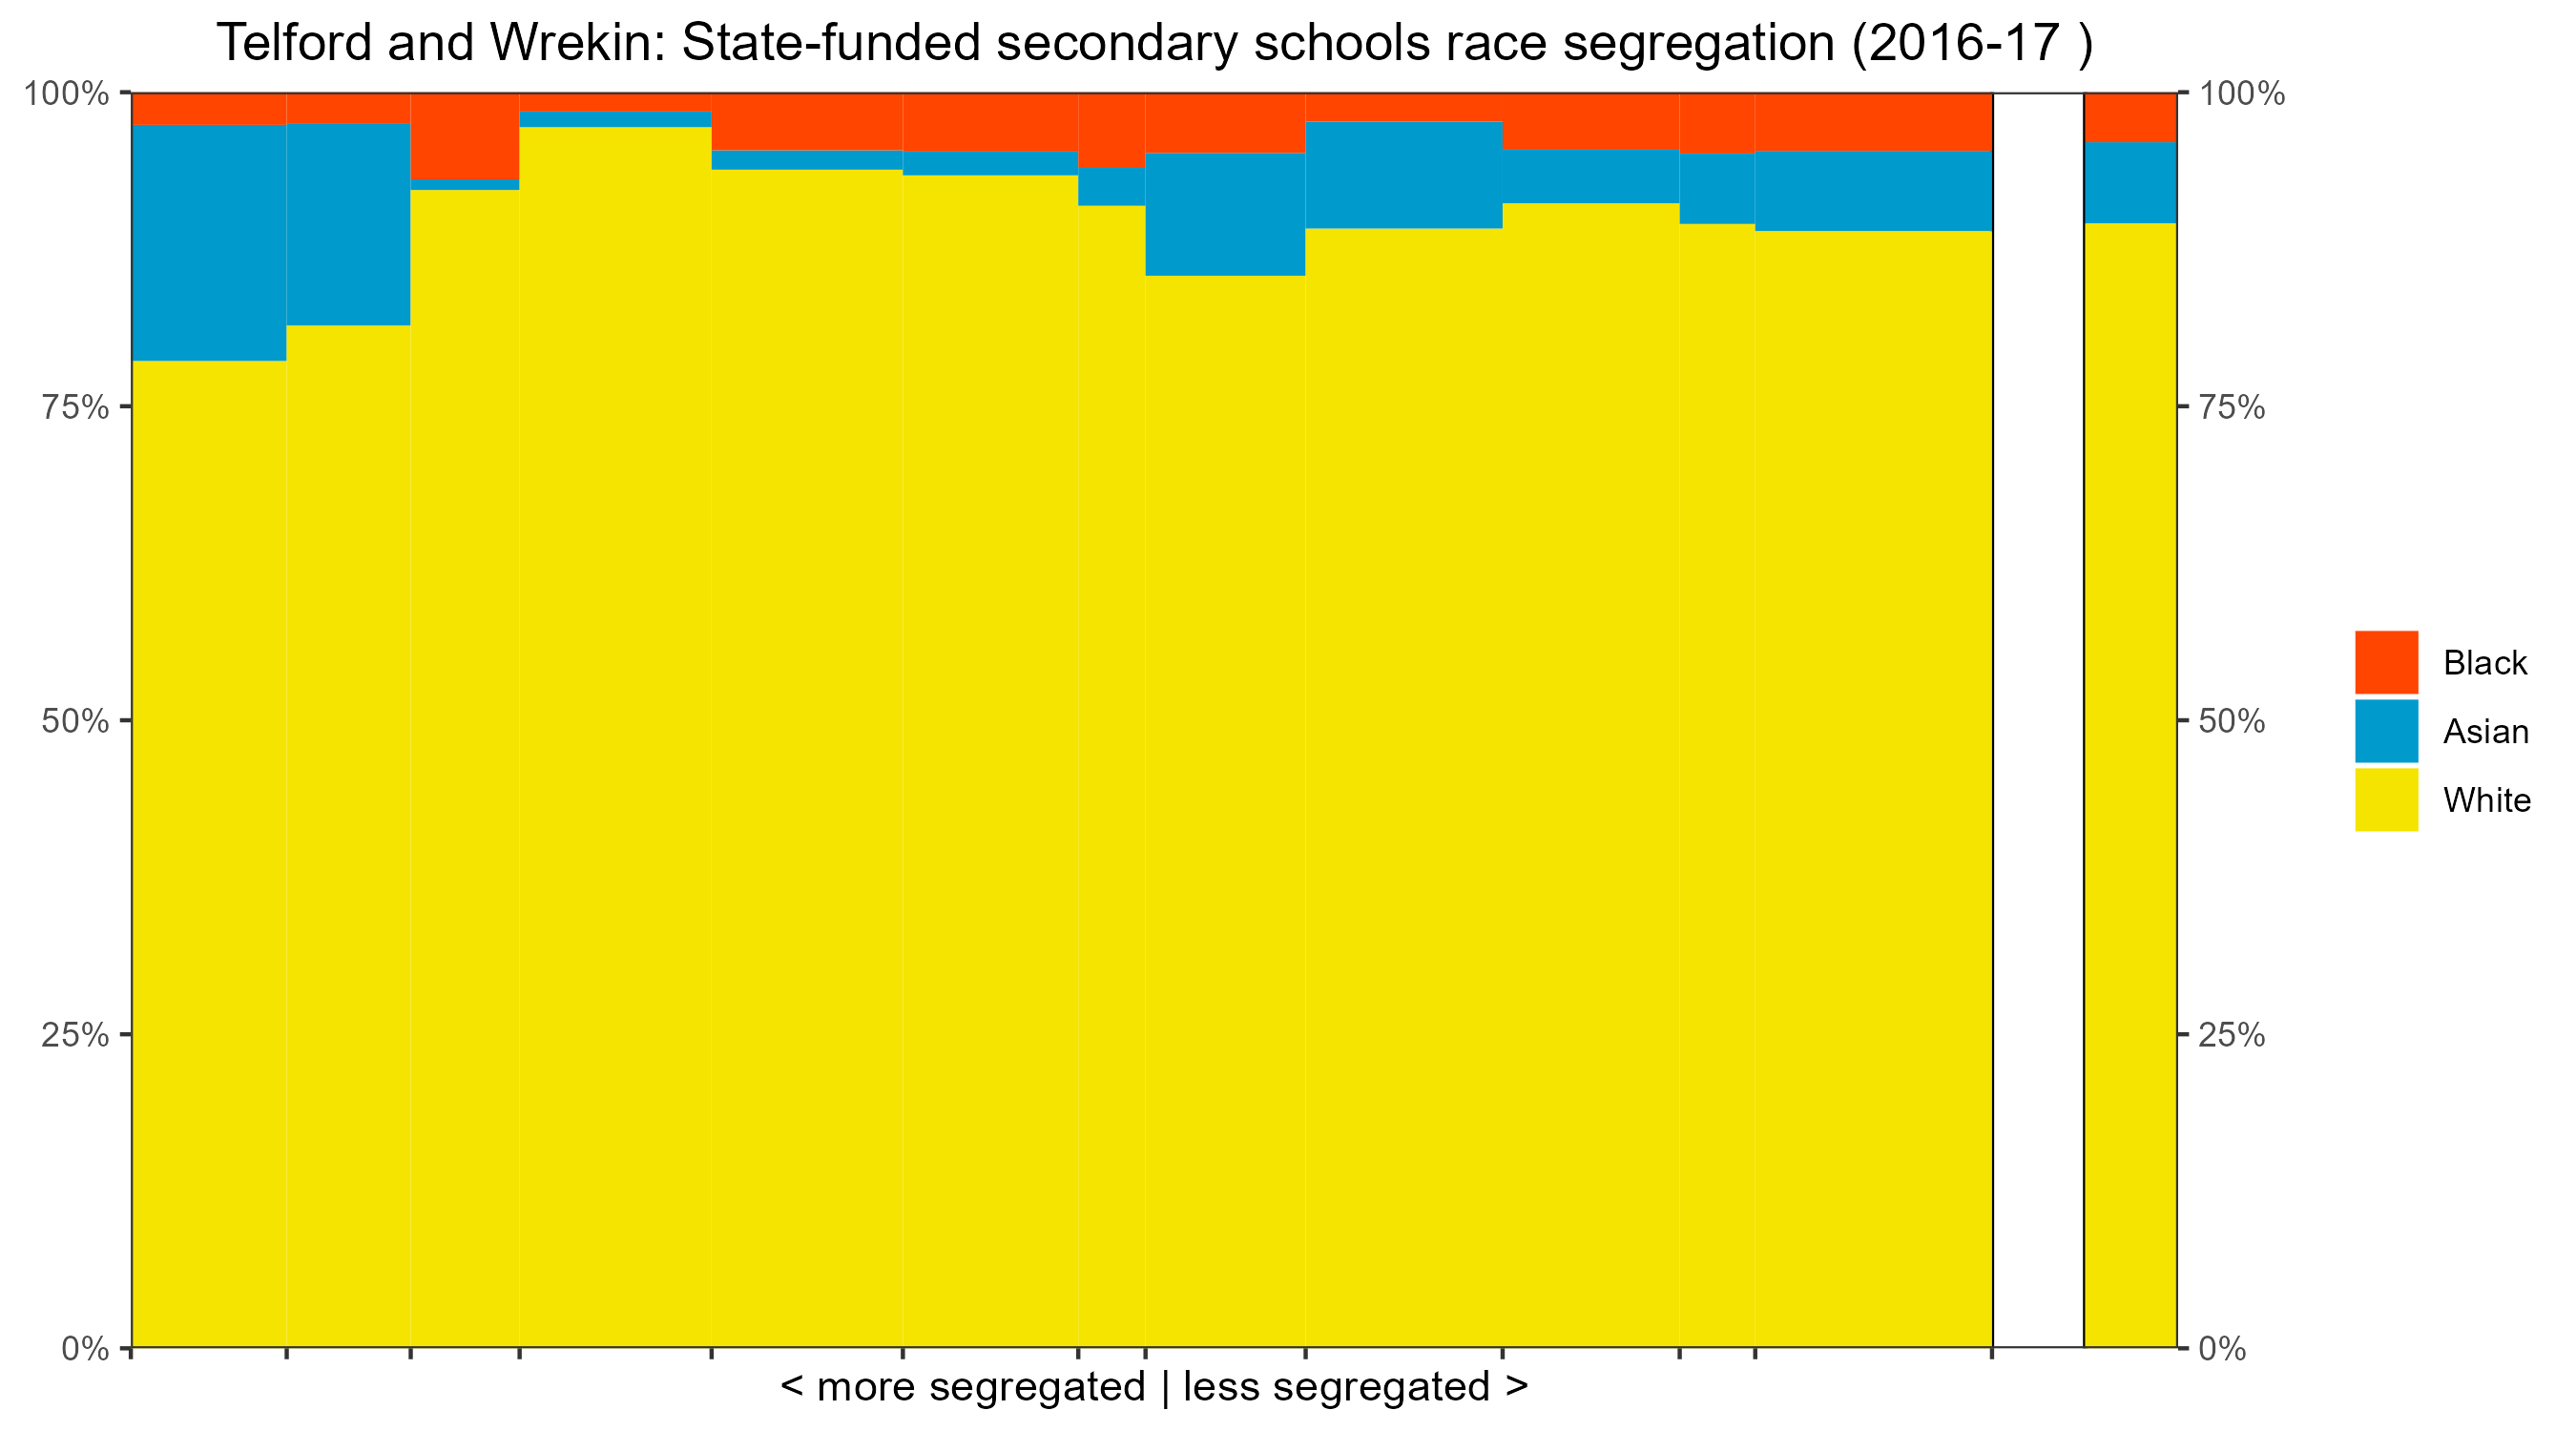 Telford and Wrekin: State-funded secondary schools race segregation (2016-17 )
100%
75%
50%
25%
0%
100%
75%
50%
25%
0%
Black
Asian
White
< more segregated | less segregated >